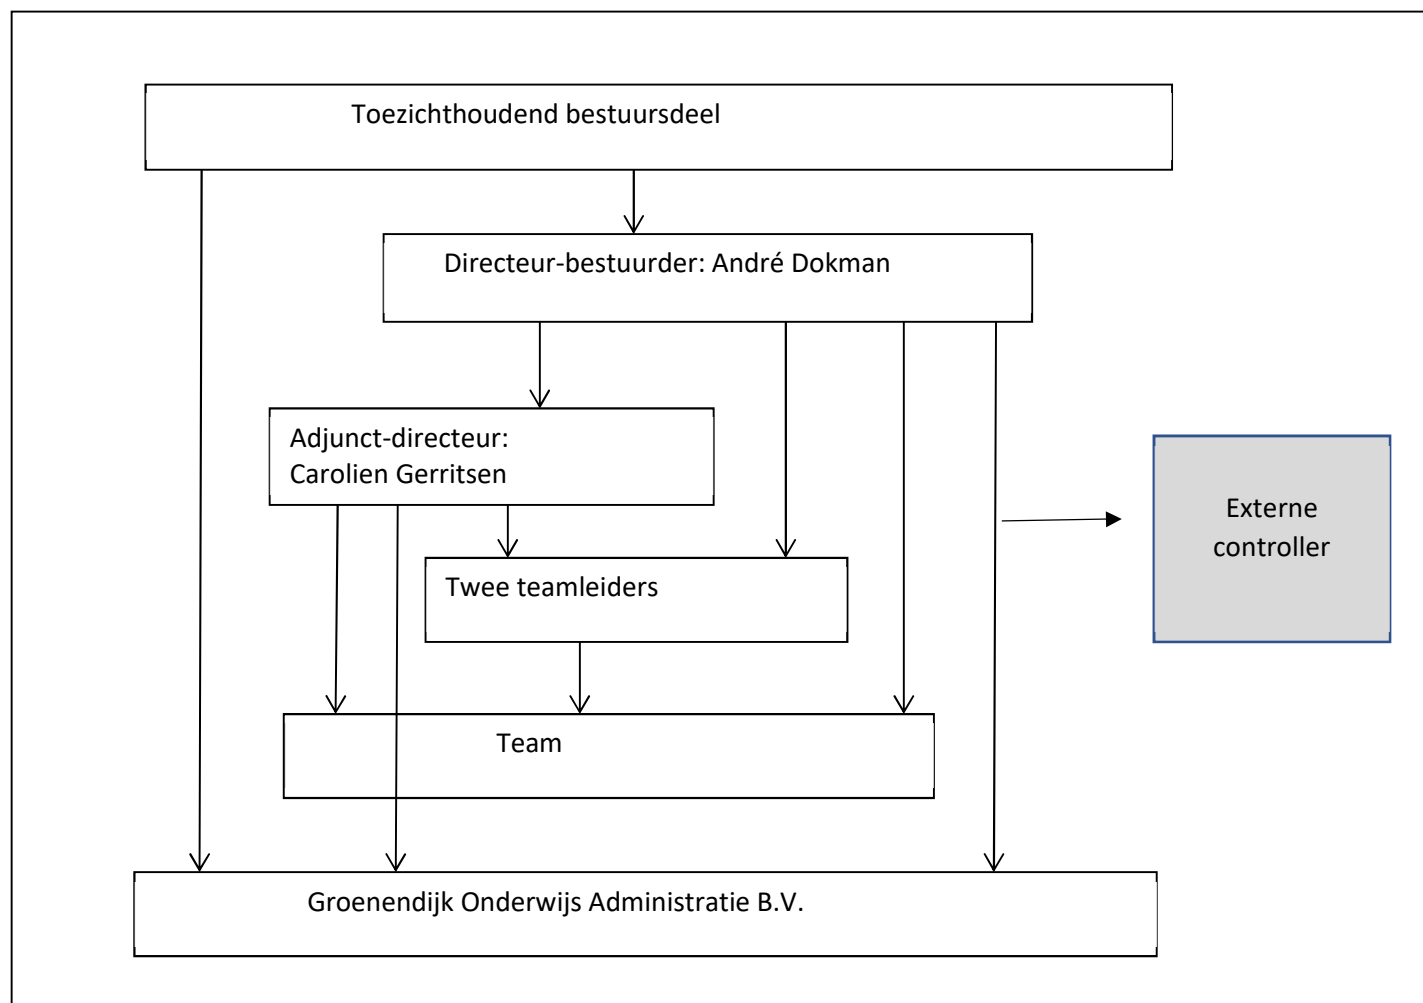 Toezichthoudend bestuursdeel
Directeur-bestuurder: André Dokman
Adjunct-directeur:
Carolien Gerritsen
Externe
controller
Twee teamleiders
Team
Groenendijk Onderwijs Administratie B.V.